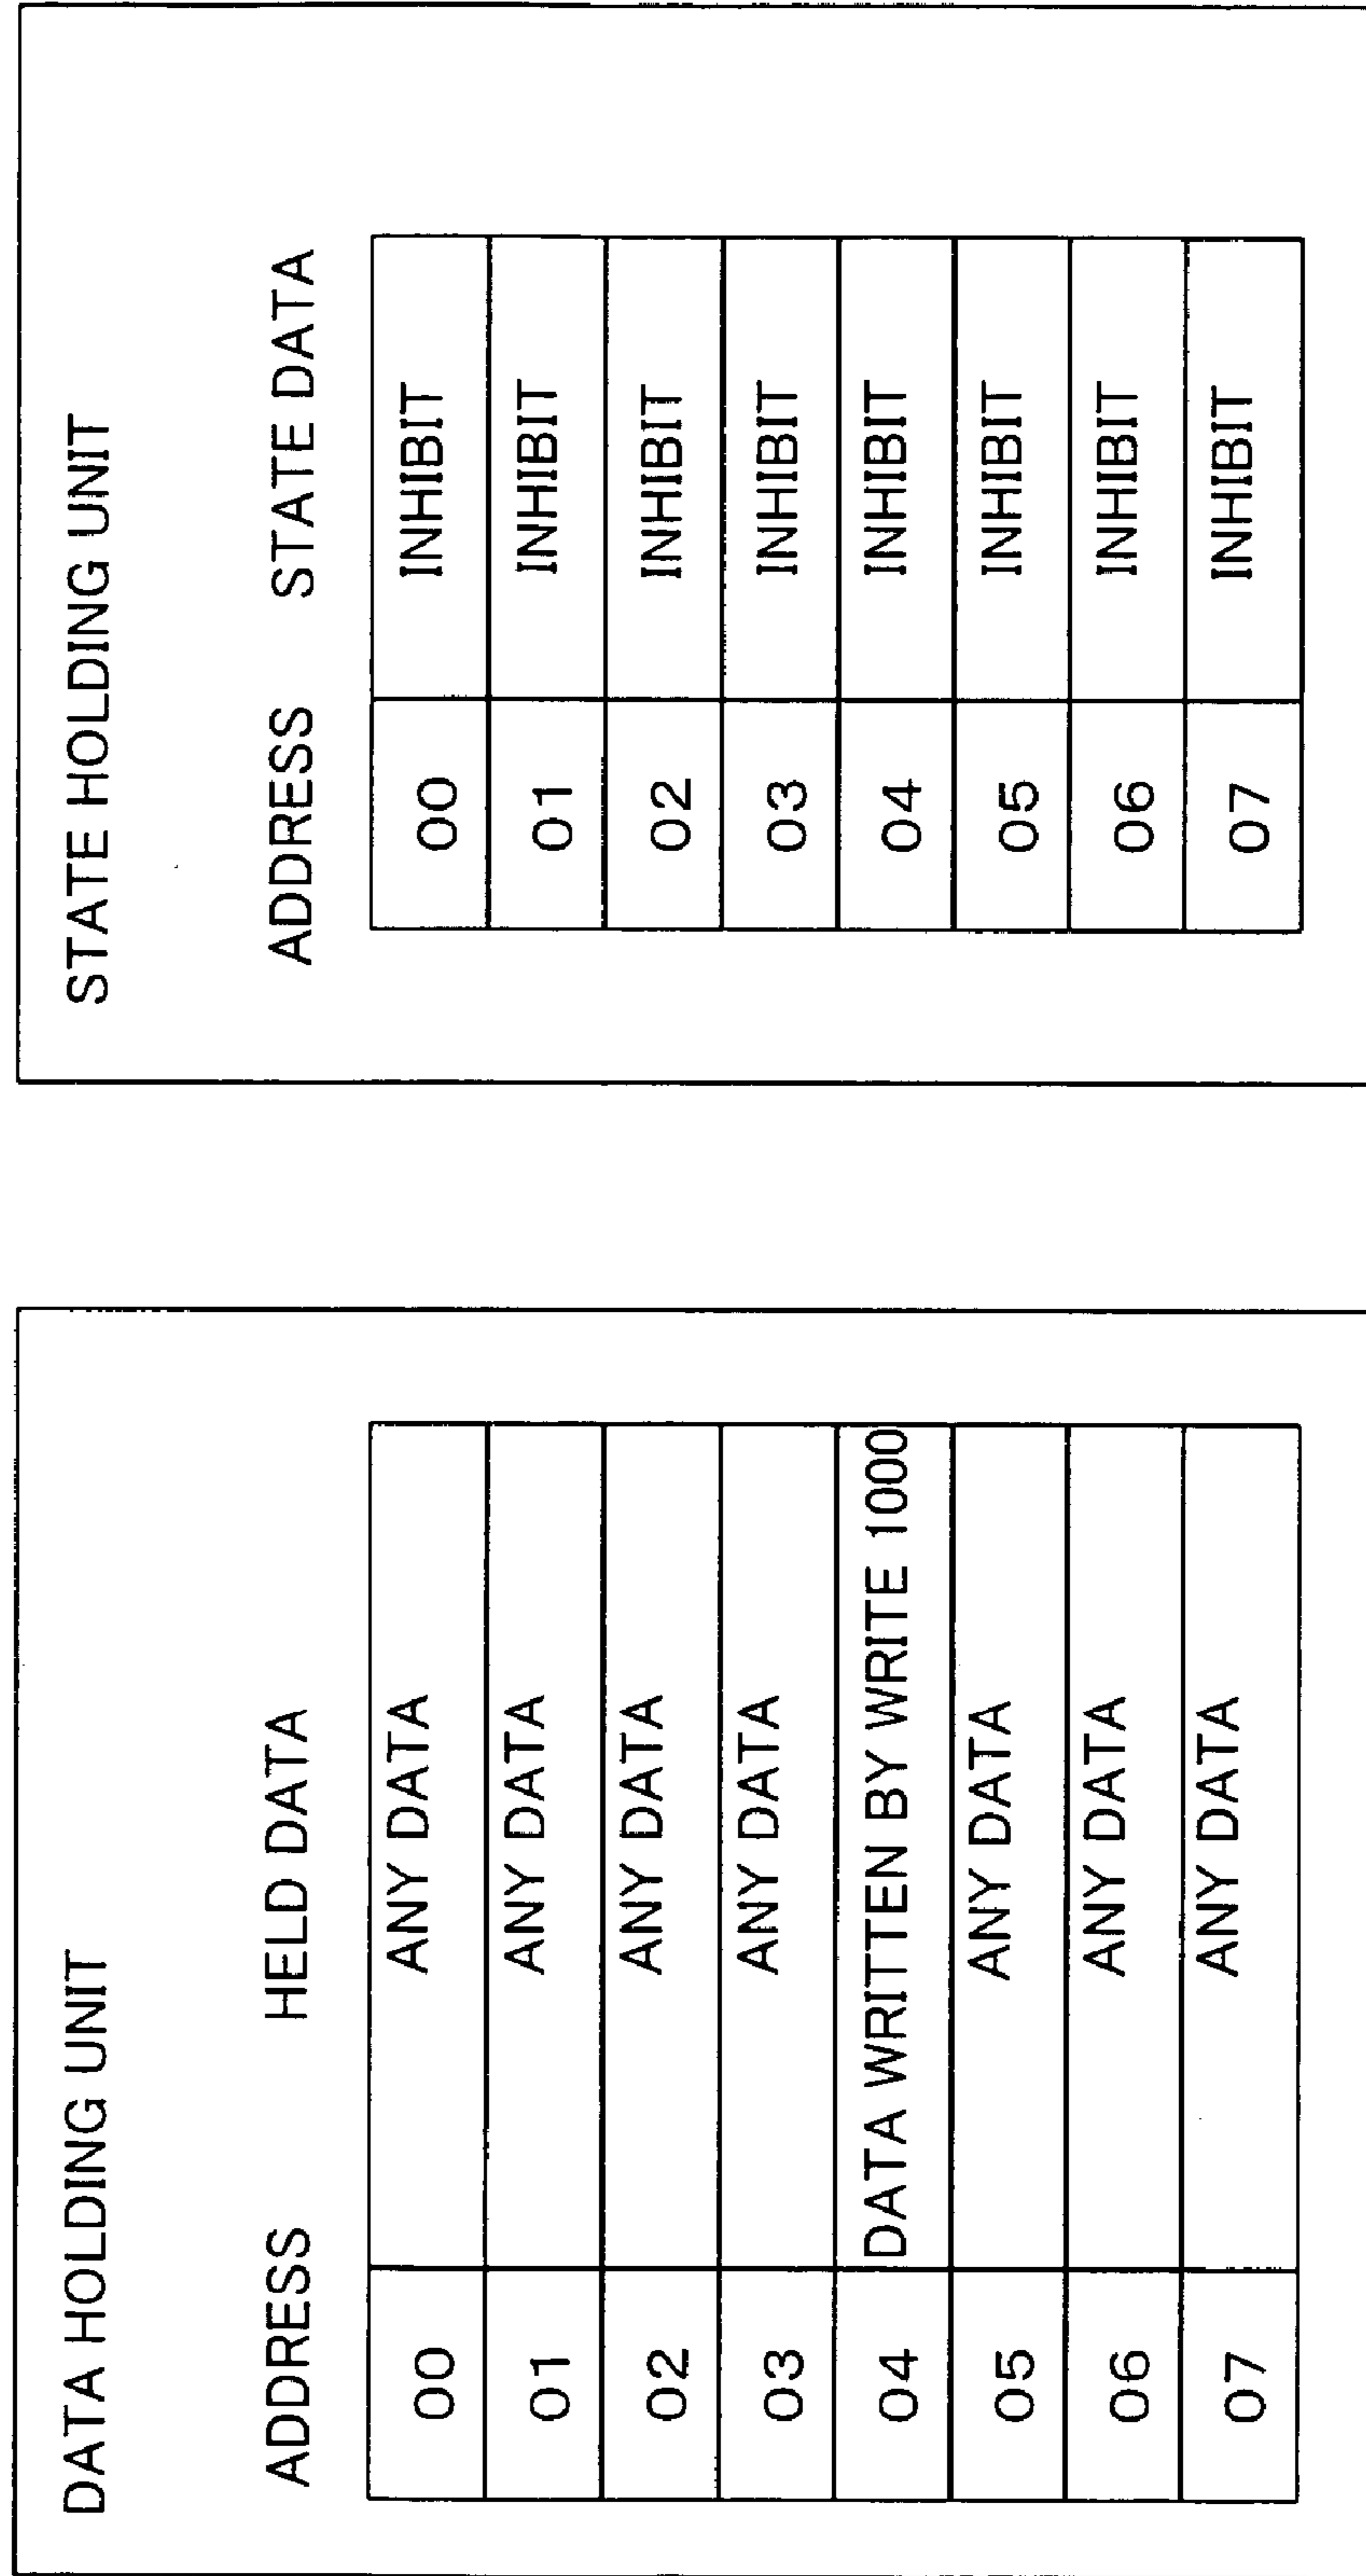 DATA HOLDING UNIT
ADDRESS HELD DATA
00 ANY DATA
01 ANY DATA
02 ANY DATA
03 ANY DATA
04 DATA WRITTEN BY WRITE 1000
05 ANY DATA
06 ANY DATA
07 ANY DATA
STATE HOLDING UNIT
ADDRESS STATE DATA
00 INHIBIT
01 INHIBIT
02 INHIBIT
03 INHIBIT
04 INHIBIT
05 INHIBIT
06 INHIBIT
07 INHIBIT